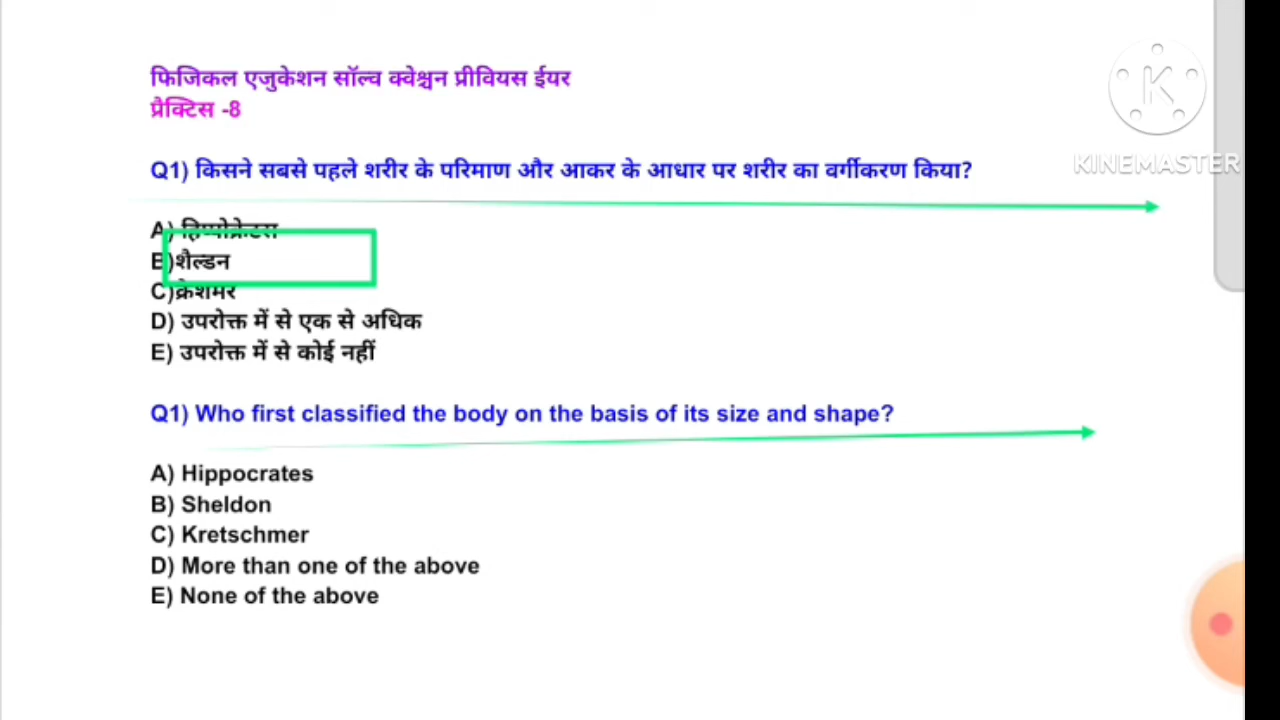 फिजिकल एजुकेशन सॉल्व क्वेश्चन प्रीवियस ईयर
प्रैक्टिस -8
KINEMASTER
Q1) किसने सबसे पहले शरीर के परिमाण और आकर के आधार पर शरीर का वर्गीकरण किया?
A) हिप्पोक्रेटस
B)शैल्डन
C)क्रेशमर
D) उपरोक्त में से एक से अधिक
E) उपरोक्त में से कोई नहीं
Q1) Who first classified the body on the basis of its size and shape?
A) Hippocrates
B) Sheldon
C) Kretschmer
D) More than one of the above
E) None of the above